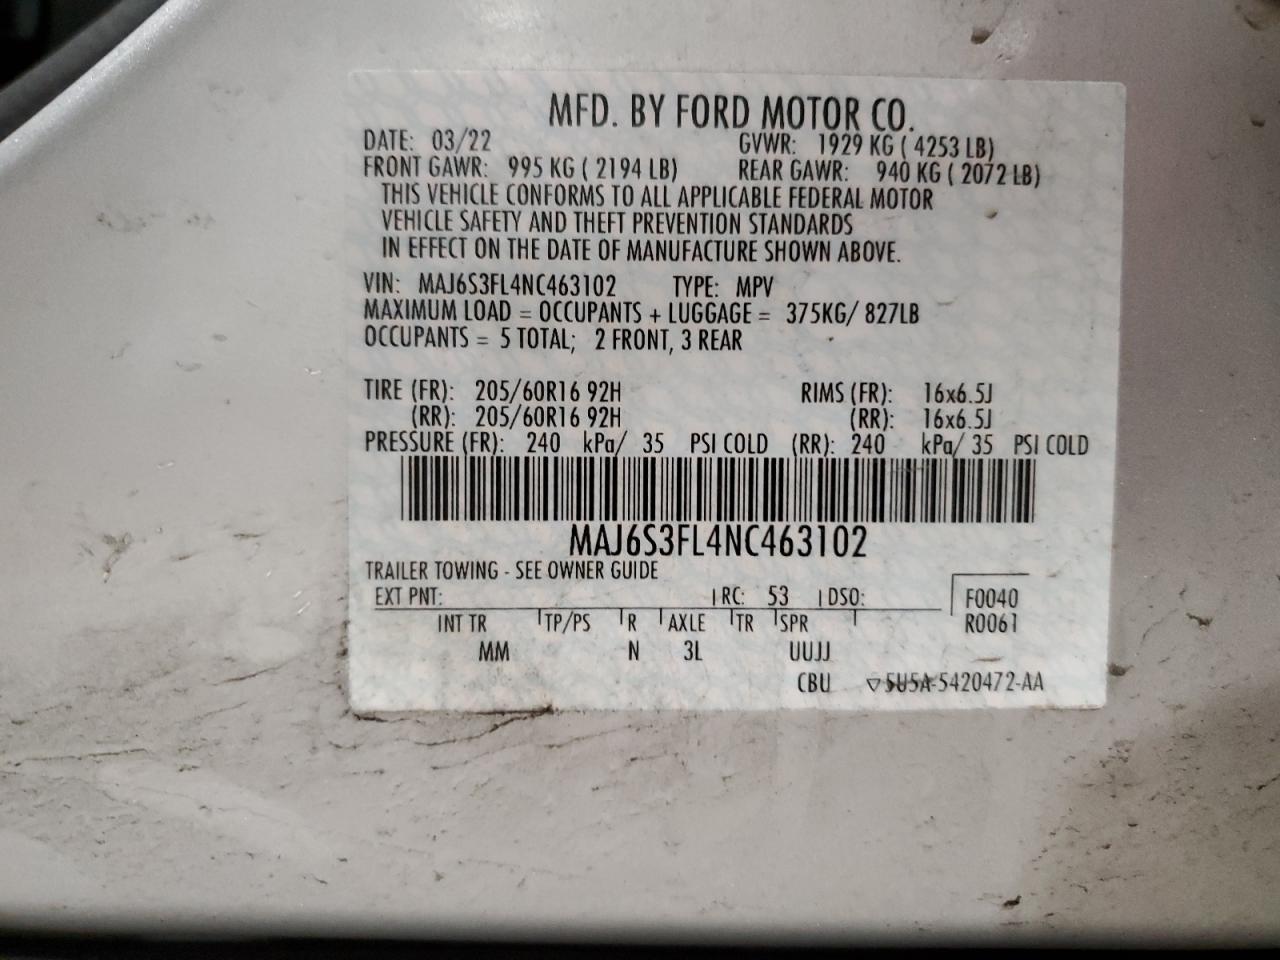 MFD. BY FORD MOTOR CO.
DATE: 03/22 GVWR: 1929 KG ( 4253 LB)
FRONT GAWR: 995 KG ( 2194 LB) REAR GAWR: 940 KG ( 2072 LB)
THIS VEHICLE CONFORMS TO ALL APPLICABLE FEDERAL MOTOR
VEHICLE SAFETY AND THEFT PREVENTION STANDARDS
IN EFFECT ON THE DATE OF MANUFACTURE SHOWN ABOVE.
VIN: MAJ6S3FL4NC463102 TYPE: MPV
MAXIMUM LOAD = OCCUPANTS + LUGGAGE = 375KG/ 827LB
OCCUPANTS = 5 TOTAL; 2 FRONT, 3 REAR
TIRE (FR): 205/60R16 92H RIMS (FR): 16x6.5J
(RR): 205/60R16 92H (RR): 16x6.5J
PRESSURE (FR): 240 kPa/ 35 PSI COLD (RR): 240 kPa/ 35 PSI COLD
MAJ6S3FL4NC463102
TRAILER TOWING - SEE OWNER GUIDE
EXT PNT: RC: 53 DSO: F0040
INT TR TP/PS R AXLE TR SPR R0061
MM N 3L UUJJ
CBU 5U5A-5420472-AA